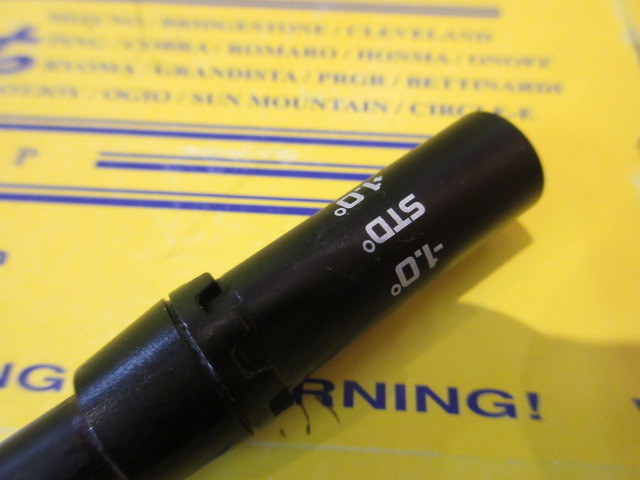 BRIDGESTONE / CLEVELAND
PING / COBRA / ROMARO / HONMA / ONOFF
RYOMA / GRANDISTA / PRGR / BETTINARDI
/ OGIO / SUN MOUNTAIN / CIRCLE-E
P
+1.0°
STD°
-1.0°
NG
RNING!